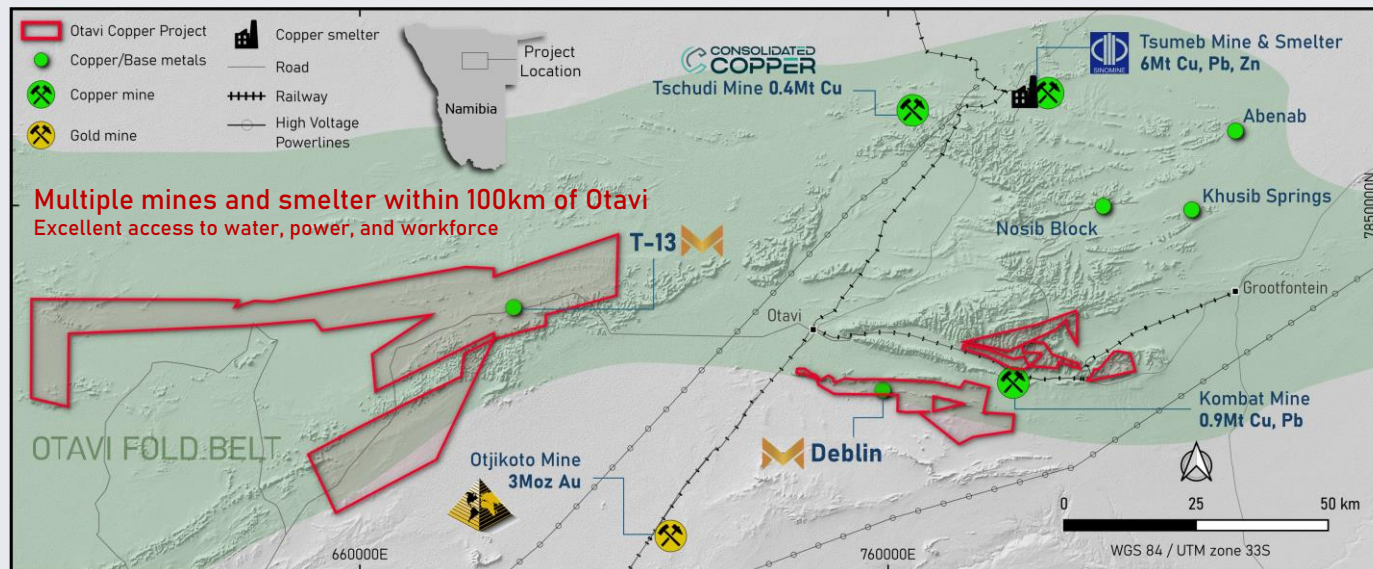 Otavi Copper Project
Copper/Base metals
Copper mine
Gold mine
Copper smelter
Road
Railway
High Voltage
Powerlines
Project
Location
Namibia
CONSOLIDATED
COPPER
Tschudi Mine 0.4Mt Cu
SINOMINE
Tsumeb Mine & Smelter
6Mt Cu, Pb, Zn
Abenab
Khusib Springs
Nosib Block
7850000N
Multiple mines and smelter within 100km of Otavi
Excellent access to water, power, and workforce
T-13
Otavi
Grootfontein
Kombat Mine
0.9Mt Cu, Pb
Deblin
OTAVI FOLD BELT
Otjikoto Mine
3Moz Au
0 25 50 km
WGS 84 / UTM zone 33S
660000E
760000E